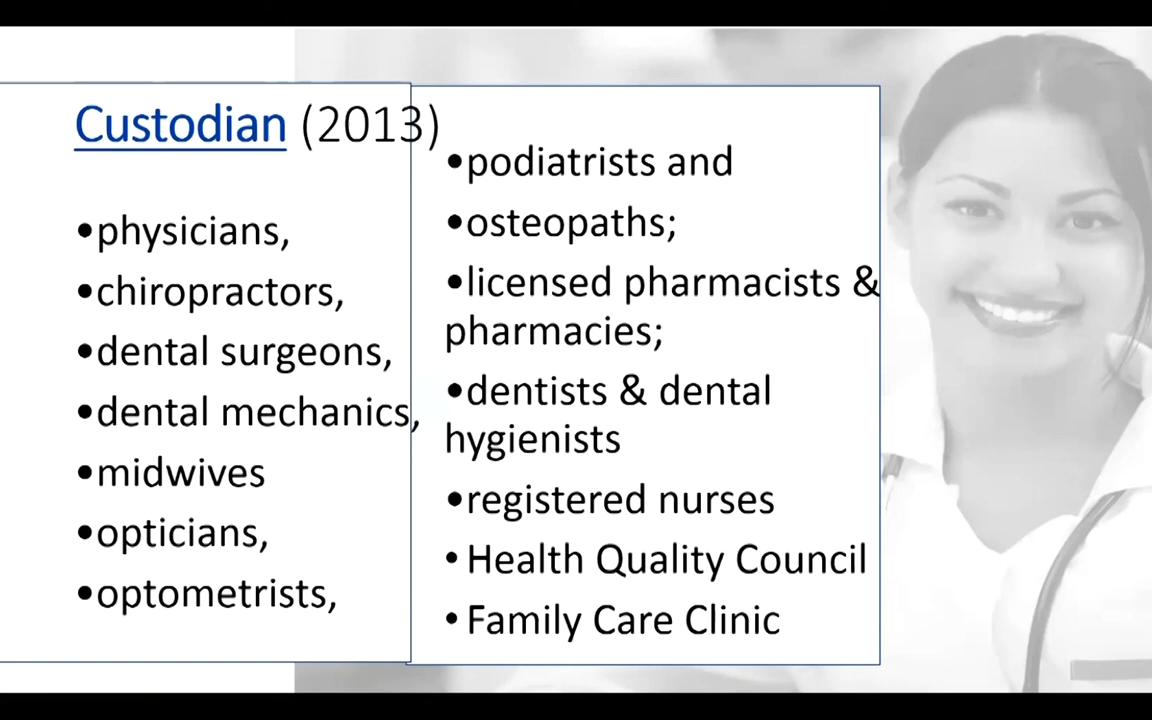 Custodian (2013)
•physicians,
•chiropractors,
•dental surgeons,
•dental mechanics,
•midwives
•opticians,
•optometrists,
•podiatrists and
•osteopaths;
•licensed pharmacists &
pharmacies;
•dentists & dental
hygienists
•registered nurses
• Health Quality Council
• Family Care Clinic